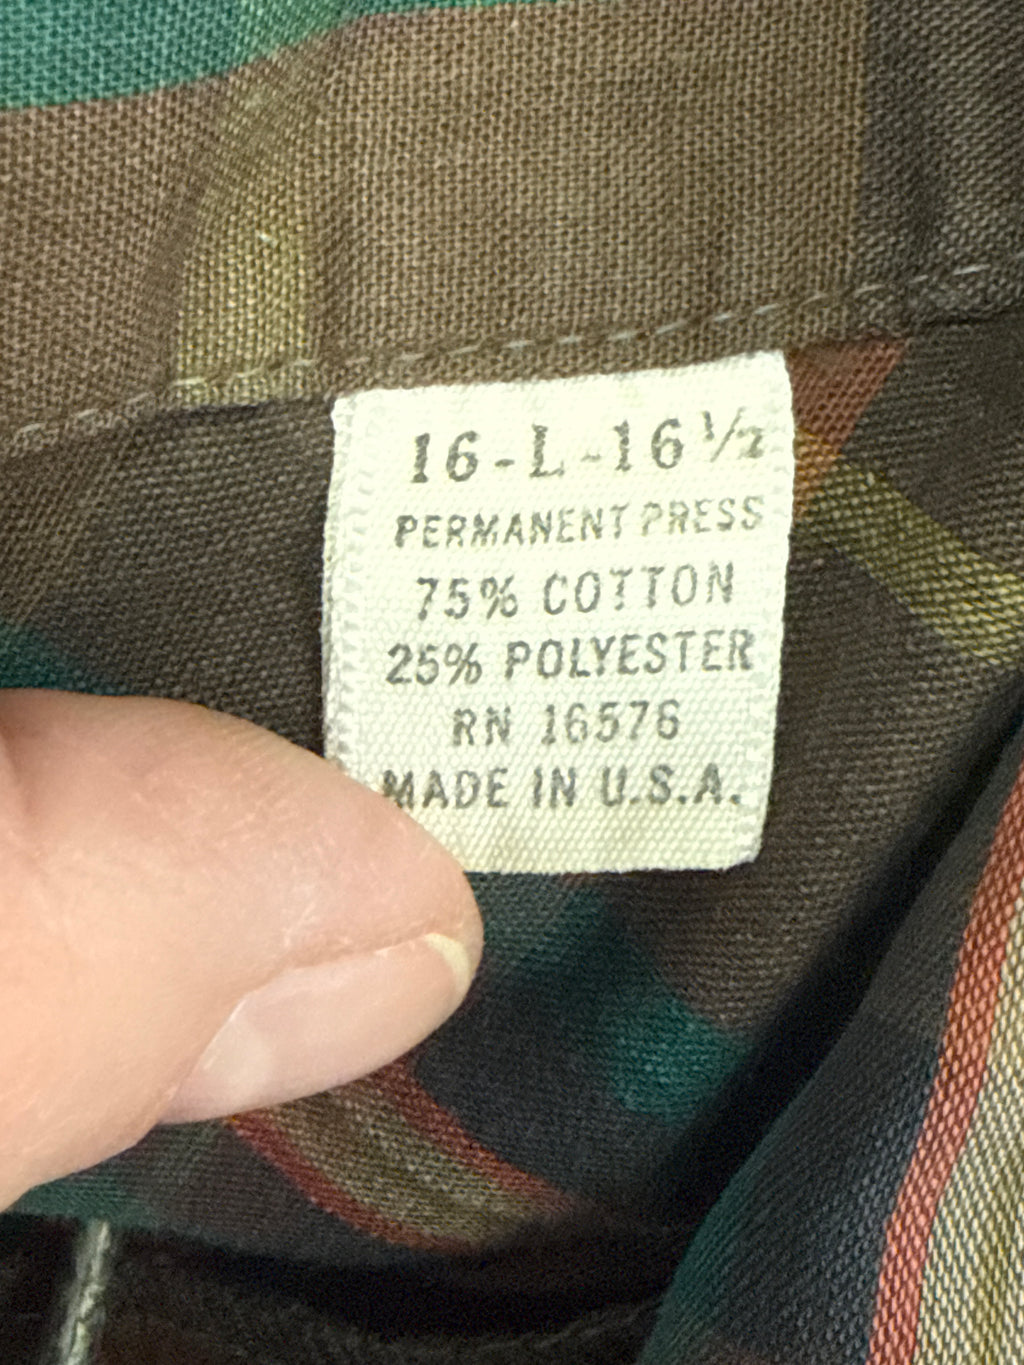 16-L-16½
PERMANENT PRESS
75% COTTON
25% POLYESTER
RN 16576
MADE IN U.S.A.